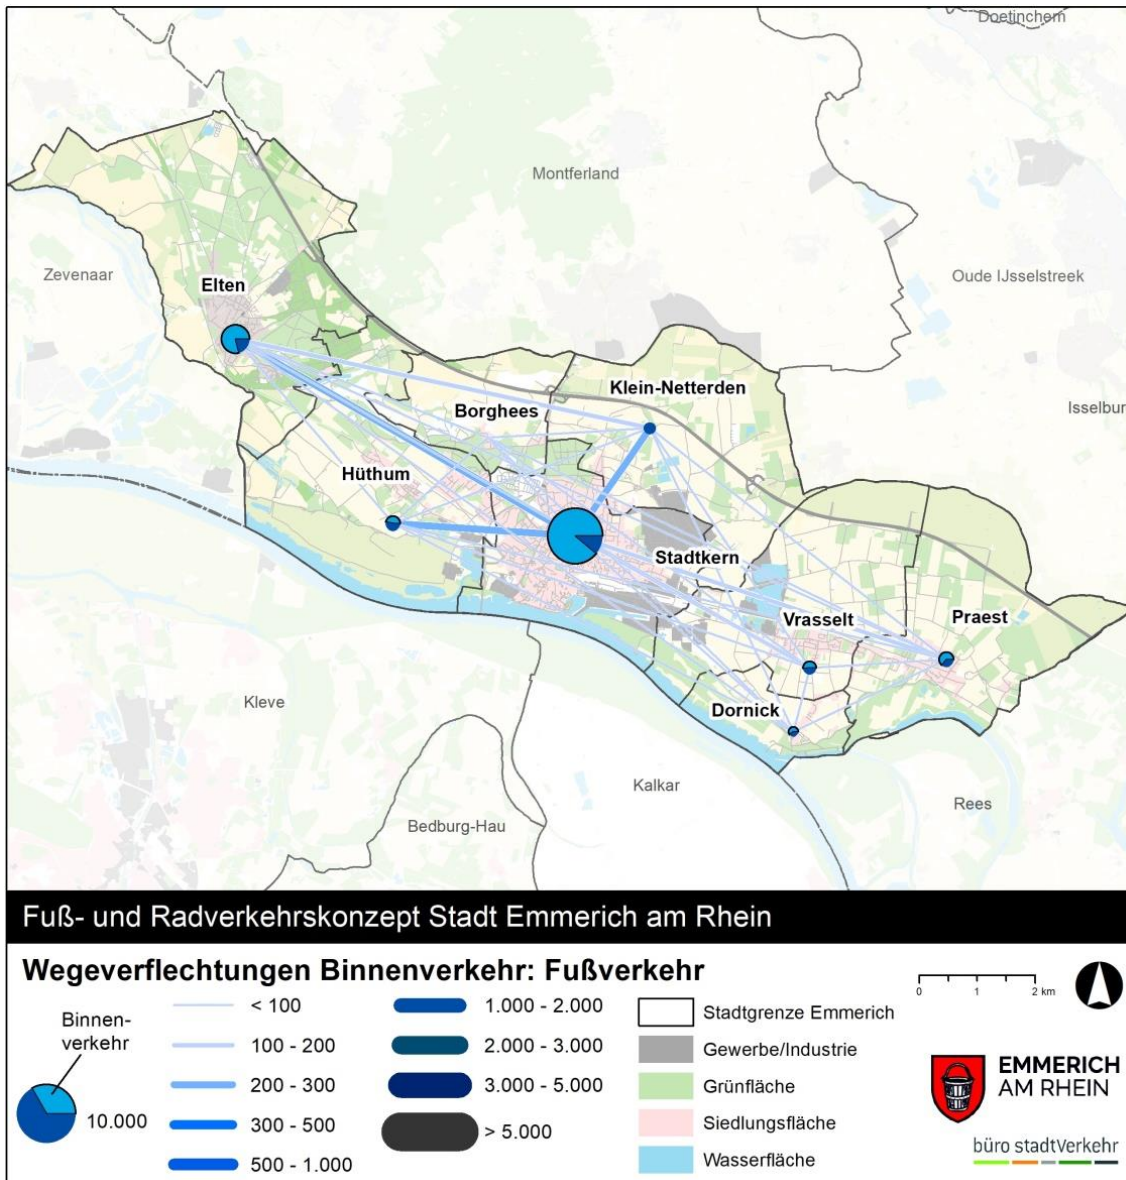 Doetinchem
Montferland
Zevenaar
Oude IJsselstreek
Elten
Klein-Netterden
Borghees
Isselbur
Hüthum
Stadtkern
Vrasselt
Praest
Kleve
Dornick
Kalkar
Rees
Bedburg-Hau
Fuß- und Radverkehrskonzept Stadt Emmerich am Rhein
Wegeverflechtungen Binnenverkehr: Fußverkehr
Binnen-
verkehr
10.000
< 100
100 - 200
200 - 300
300 - 500
500 - 1.000
1.000 - 2.000
2.000 - 3.000
3.000 - 5.000
> 5.000
Stadtgrenze Emmerich
Gewerbe/Industrie
Grünfläche
Siedlungsfläche
Wasserfläche
0 1 2 km
EMMERICH
AM RHEIN
büro stadtVerkehr